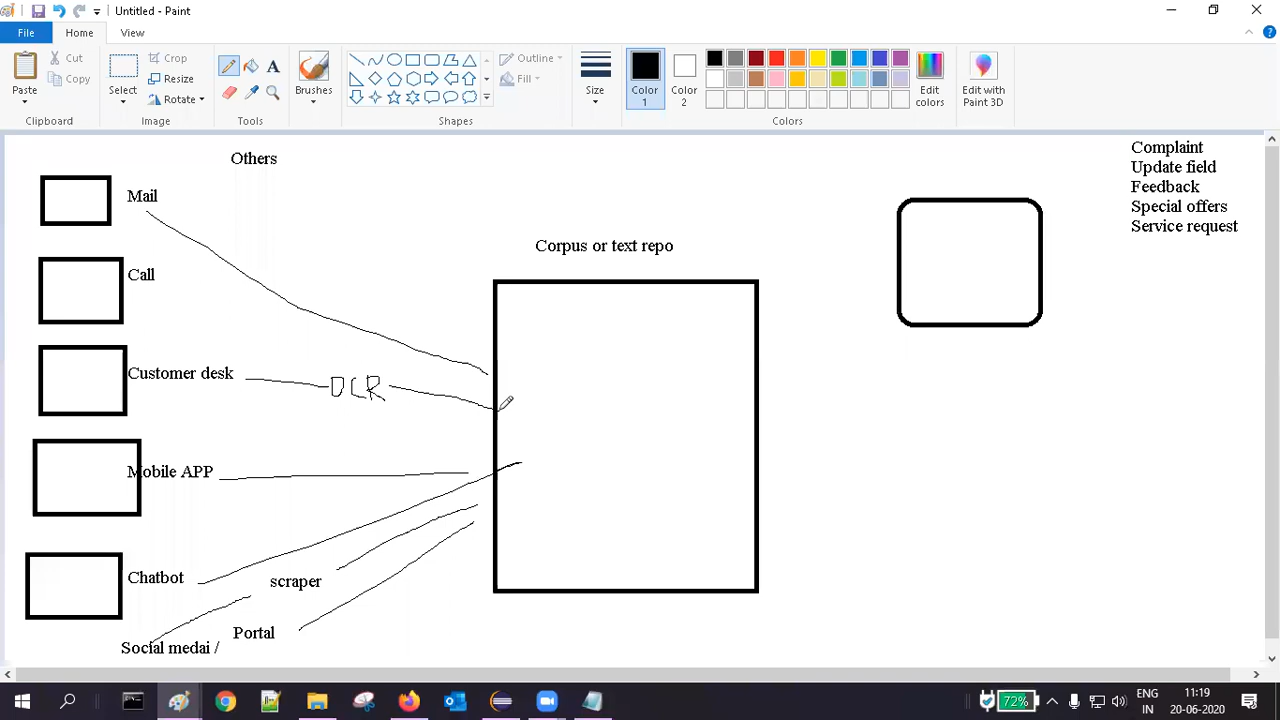 Untitled - Paint
File Home View
Paste
Cut
Copy
Clipboard
Select
Crop
Resize
Rotate
Image
Tools
Brushes
Outline
Fill
Shapes
Size
Color 1
Color 2
Colors
Edit colors
Edit with Paint 3D
Others
Mail
Call
Customer desk
OCR
Mobile APP
Chatbot
scraper
Portal
Social medai /
Corpus or text repo
Complaint
Update field
Feedback
Special offers
Service request
72%
ENG
IN
11:19
20-06-2020